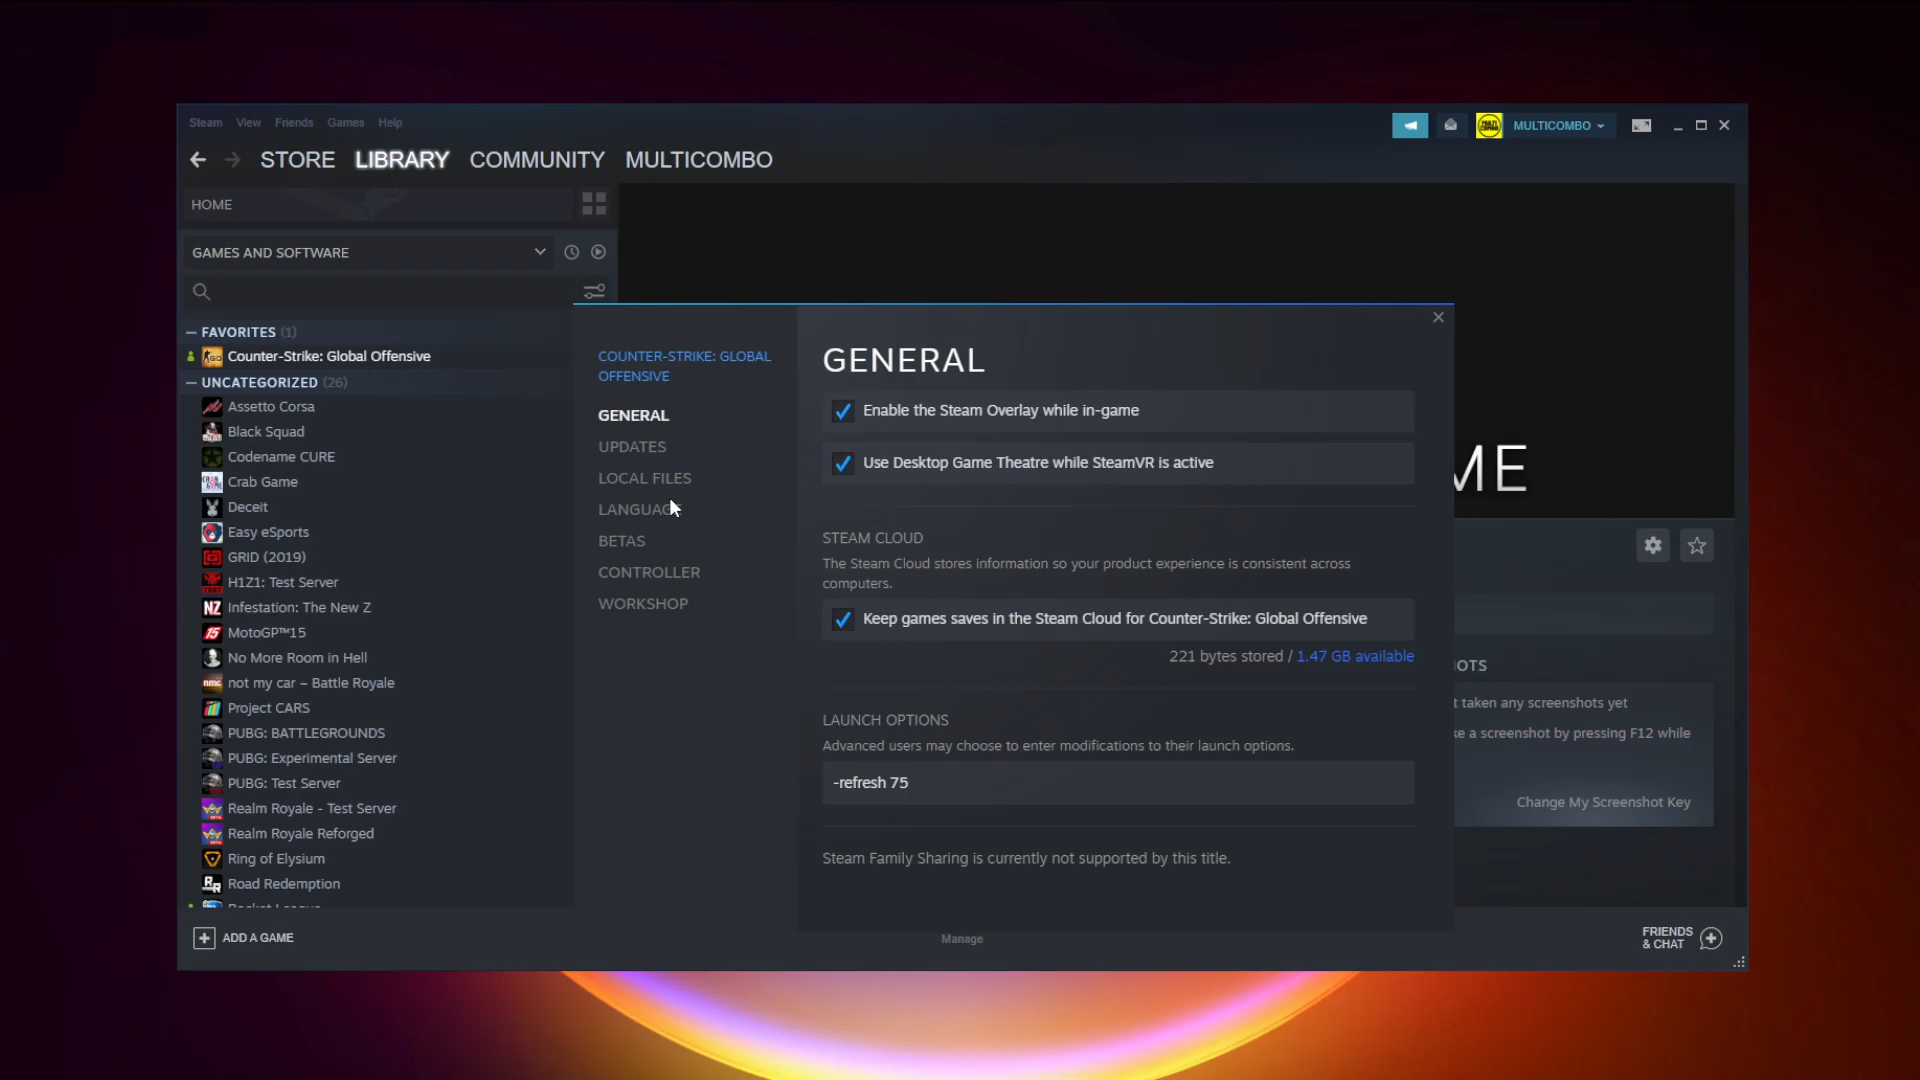 Steam View Friends Games Help
MULTICOMBO
STORE LIBRARY COMMUNITY MULTICOMBO
HOME
GAMES AND SOFTWARE
FAVORITES (1)
Counter-Strike: Global Offensive
UNCATEGORIZED (26)
Assetto Corsa
Black Squad
Codename CURE
Crab Game
Deceit
Easy eSports
GRID (2019)
H1Z1: Test Server
Infestation: The New Z
MotoGP™15
No More Room in Hell
not my car – Battle Royale
Project CARS
PUBG: BATTLEGROUNDS
PUBG: Experimental Server
PUBG: Test Server
Realm Royale - Test Server
Realm Royale Reforged
Ring of Elysium
Road Redemption
ADD A GAME
COUNTER-STRIKE: GLOBAL
OFFENSIVE
GENERAL
UPDATES
LOCAL FILES
LANGUAGE
BETAS
CONTROLLER
WORKSHOP
GENERAL
Enable the Steam Overlay while in-game
Use Desktop Game Theatre while SteamVR is active
STEAM CLOUD
The Steam Cloud stores information so your product experience is consistent across
computers.
Keep games saves in the Steam Cloud for Counter-Strike: Global Offensive
221 bytes stored / 1.47 GB available
LAUNCH OPTIONS
Advanced users may choose to enter modifications to their launch options.
-refresh 75
Steam Family Sharing is currently not supported by this title.
ME
OTS
t taken any screenshots yet
ke a screenshot by pressing F12 while
Change My Screenshot Key
Manage
FRIENDS
& CHAT